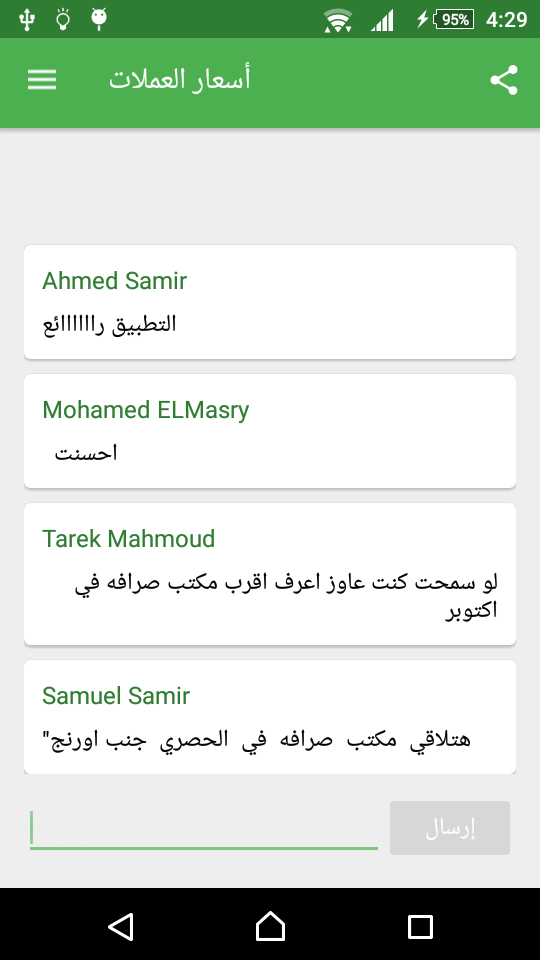 95% 4:29
أسعار العملات
Ahmed Samir
التطبيق راااااائع
Mohamed ELMasry
احسنت
Tarek Mahmoud
لو سمحت كنت عاوز اعرف اقرب مكتب صرافه في
اكتوبر
Samuel Samir
هتلاقي مكتب صرافه في الحصري جنب اورنج"
إرسال